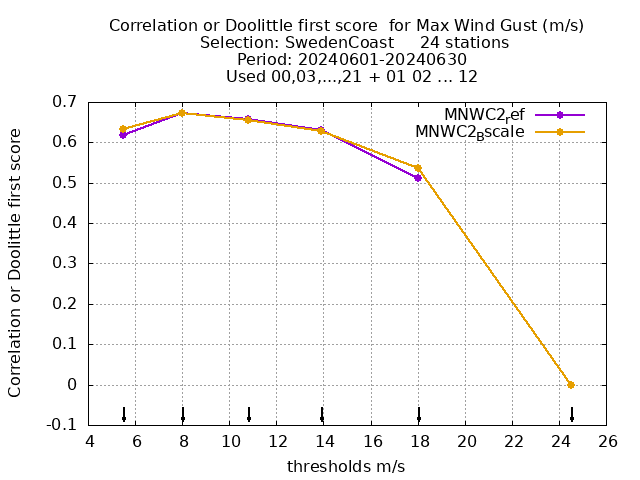 Correlation or Doolittle first score  for Max Wind Gust (m/s)
Selection: SwedenCoast     24 stations
Period: 20240601-20240630
Used 00,03,...,21 + 01 02 ... 12
MNWC2ref
MNWC2Bscale
0.7
0.6
0.5
0.4
0.3
0.2
0.1
0
-0.1
Correlation or Doolittle first score
4 6 8 10 12 14 16 18 20 22 24 26
thresholds m/s